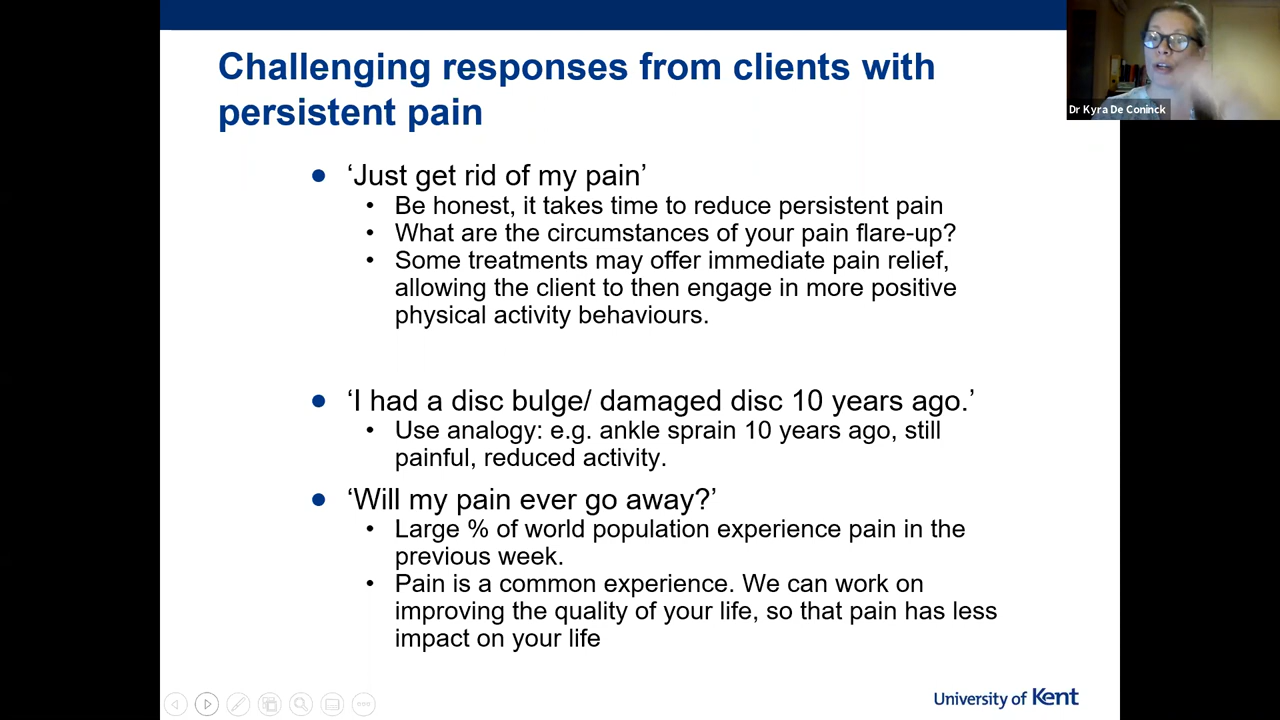 Challenging responses from clients with
persistent pain
Dr Kyra De Coninck
● ‘Just get rid of my pain’
• Be honest, it takes time to reduce persistent pain
• What are the circumstances of your pain flare-up?
• Some treatments may offer immediate pain relief,
allowing the client to then engage in more positive
physical activity behaviours.
● ‘I had a disc bulge/ damaged disc 10 years ago.’
• Use analogy: e.g. ankle sprain 10 years ago, still
painful, reduced activity.
● ‘Will my pain ever go away?’
• Large % of world population experience pain in the
previous week.
• Pain is a common experience. We can work on
improving the quality of your life, so that pain has less
impact on your life
University of Kent